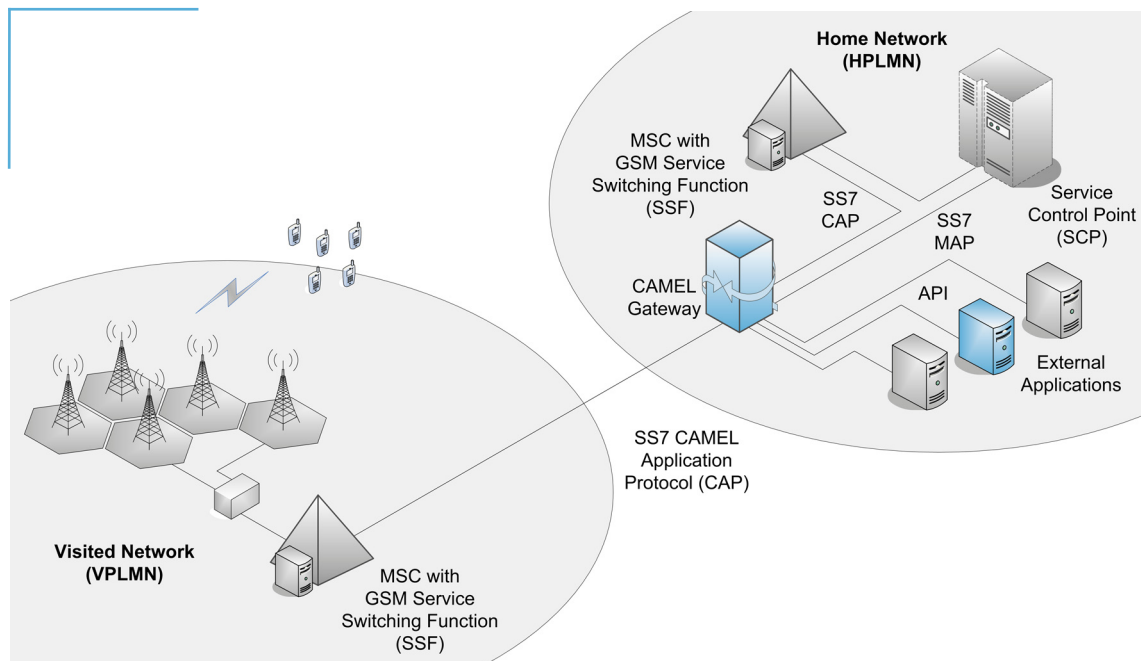 Home Network
(HPLMN)
MSC with
GSM Service
Switching Function
(SSF)
SS7
CAP
SS7
MAP
Service
Control Point
(SCP)
CAMEL
Gateway
API
External
Applications
SS7 CAMEL
Application
Protocol (CAP)
Visited Network
(VPLMN)
MSC with
GSM Service
Switching Function
(SSF)